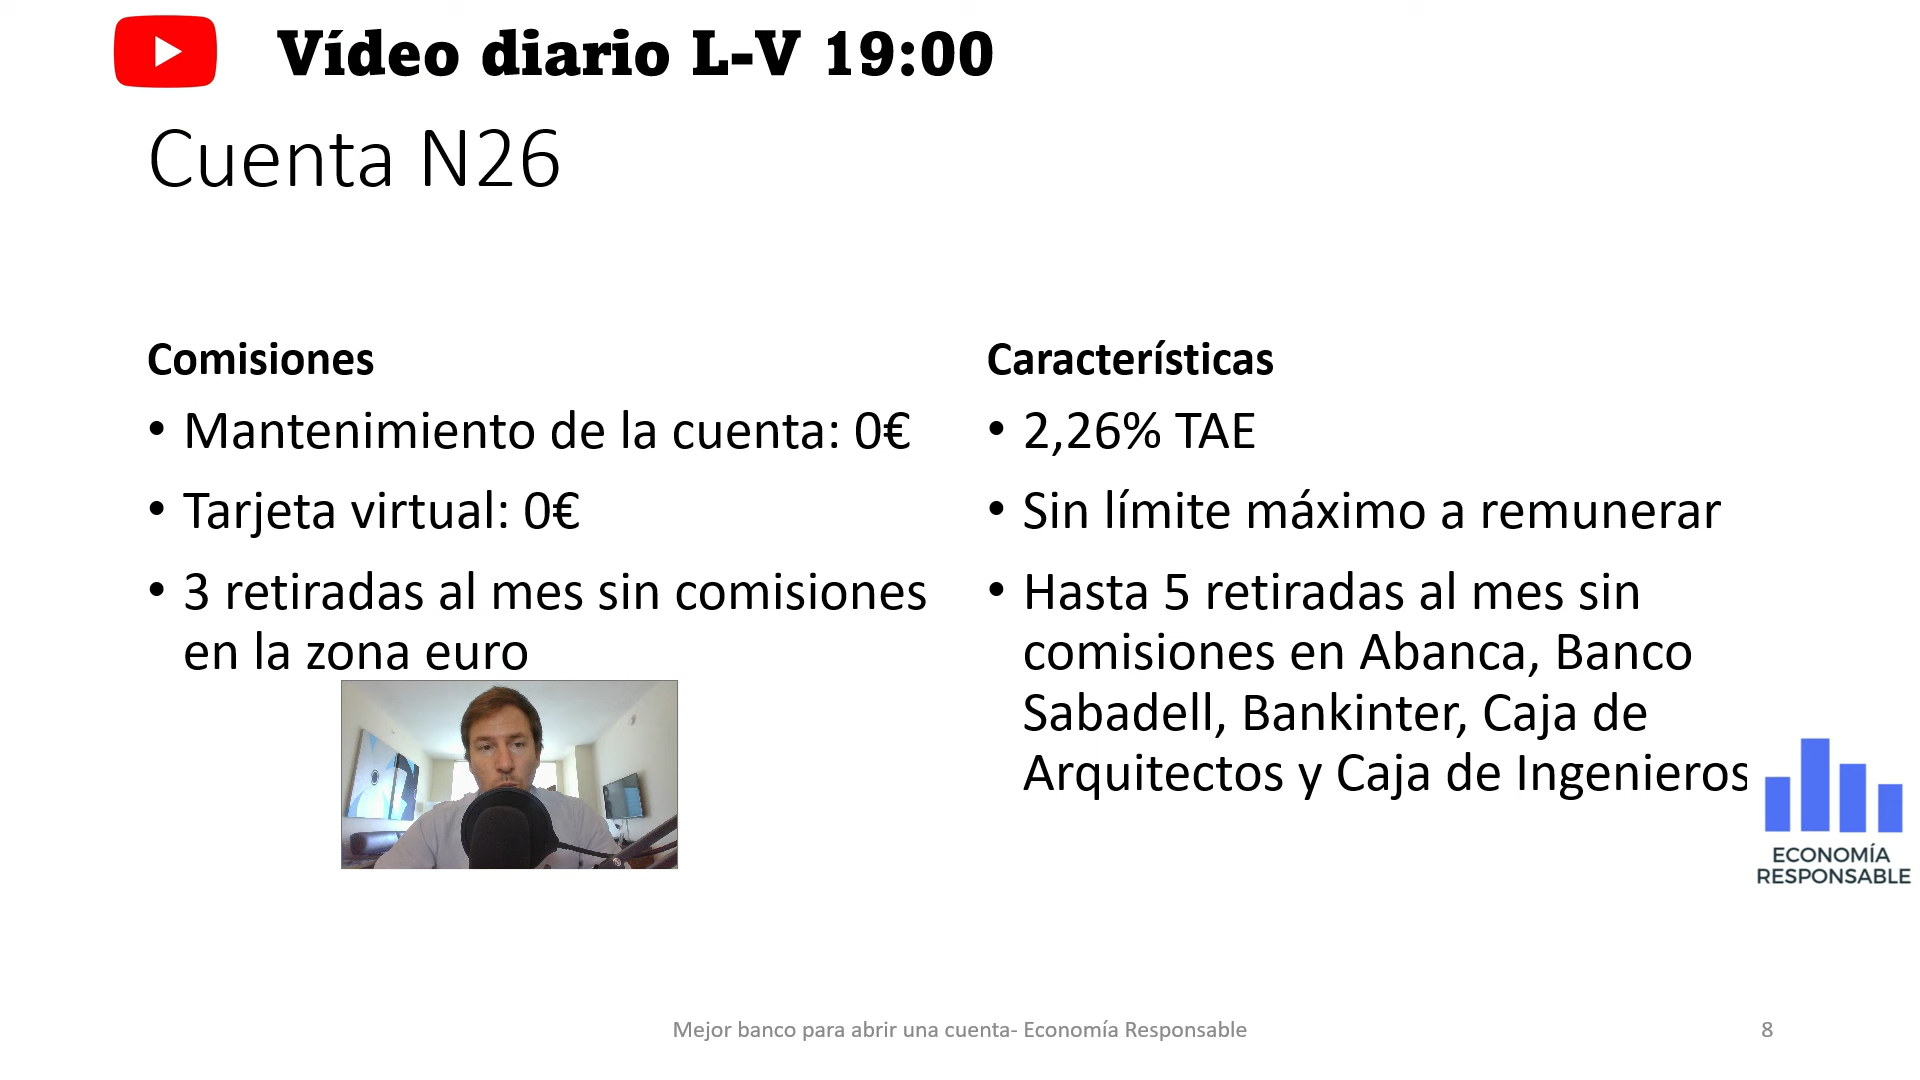 Vídeo diario L-V 19:00
Cuenta N26
Comisiones
• Mantenimiento de la cuenta: 0€
• Tarjeta virtual: 0€
• 3 retiradas al mes sin comisiones
en la zona euro
Características
• 2,26% TAE
• Sin límite máximo a remunerar
• Hasta 5 retiradas al mes sin
comisiones en Abanca, Banco
Sabadell, Bankinter, Caja de
Arquitectos y Caja de Ingenieros
ECONOMÍA
RESPONSABLE
Mejor banco para abrir una cuenta- Economía Responsable
8